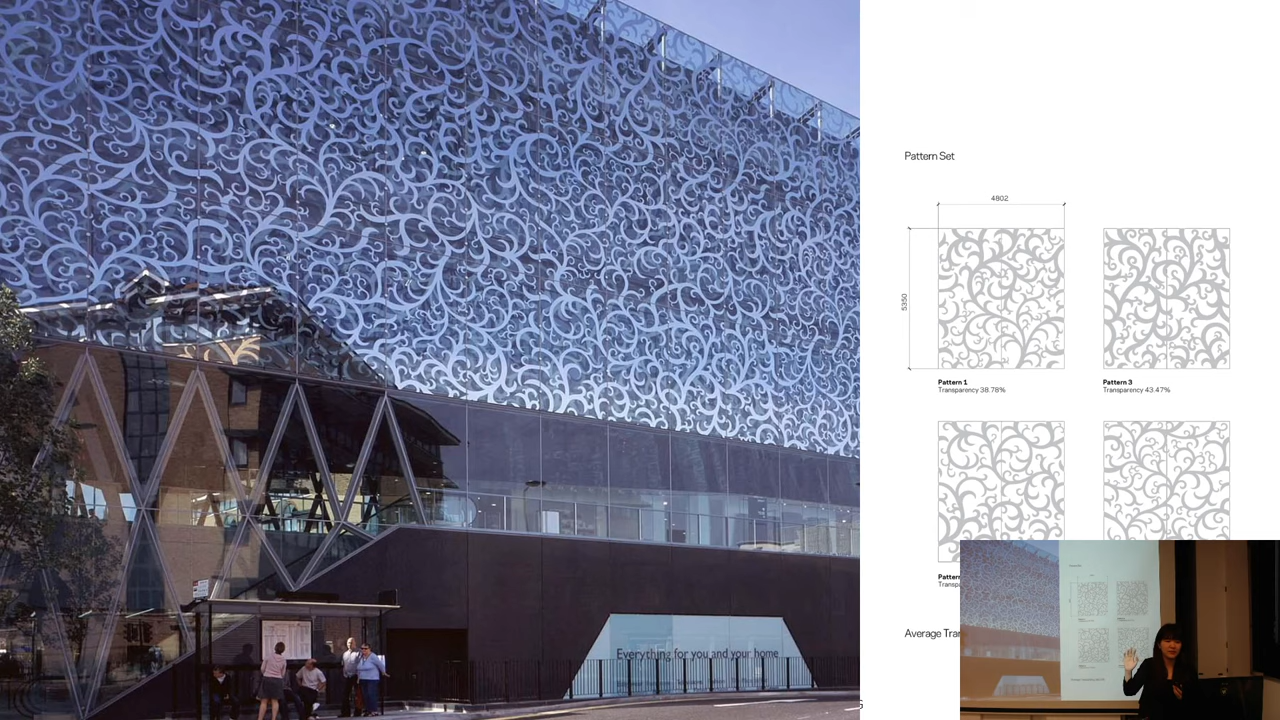 Everything for you and your home
Pattern Set
4802
5350
Pattern 1
Transparency 38.78%
Pattern 3
Transparency 43.47%
Average